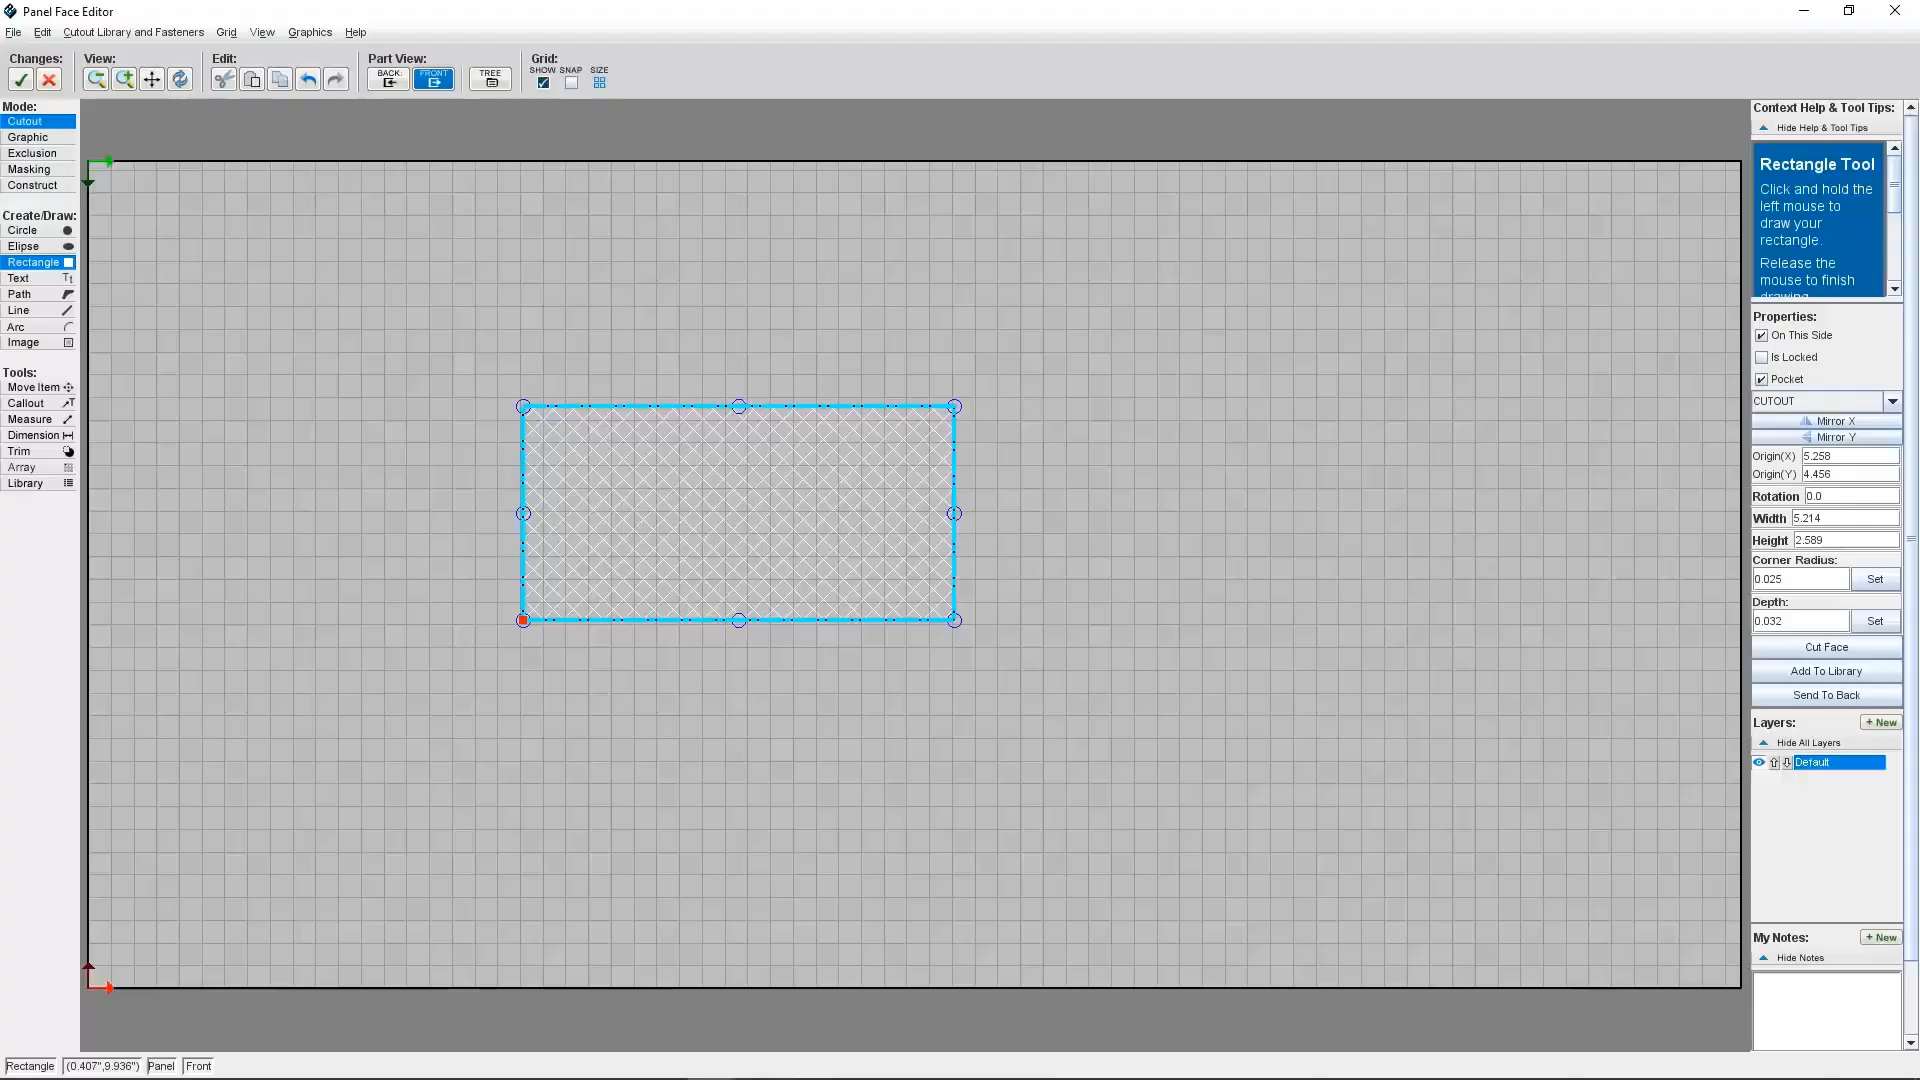 Panel Face Editor
File Edit Cutout Library and Fasteners Grid View Graphics Help
Changes: View: Edit: Part View: Grid:
BACK: FRONT TREE SHOW SNAP SIZE
Mode:
Cutout
Graphic
Exclusion
Masking
Construct
Create/Draw:
Circle
Elipse
Rectangle
Text Tt
Path
Line
Arc
Image
Tools:
Move Item
Callout
Measure
Dimension
Trim
Array
Library
Context Help & Tool Tips:
Hide Help & Tool Tips
Rectangle Tool
Click and hold the
left mouse to
draw your
rectangle.
Release the
mouse to finish
drawing.
Properties:
On This Side
Is Locked
Pocket
CUTOUT
Mirror X
Mirror Y
Origin(X) 5.258
Origin(Y) 4.456
Rotation 0.0
Width 5.214
Height 2.589
Corner Radius:
0.025 Set
Depth:
0.032 Set
Cut Face
Add To Library
Send To Back
Layers: + New
Hide All Layers
Default
My Notes: + New
Hide Notes
Rectangle (0.407",9.936") Panel Front